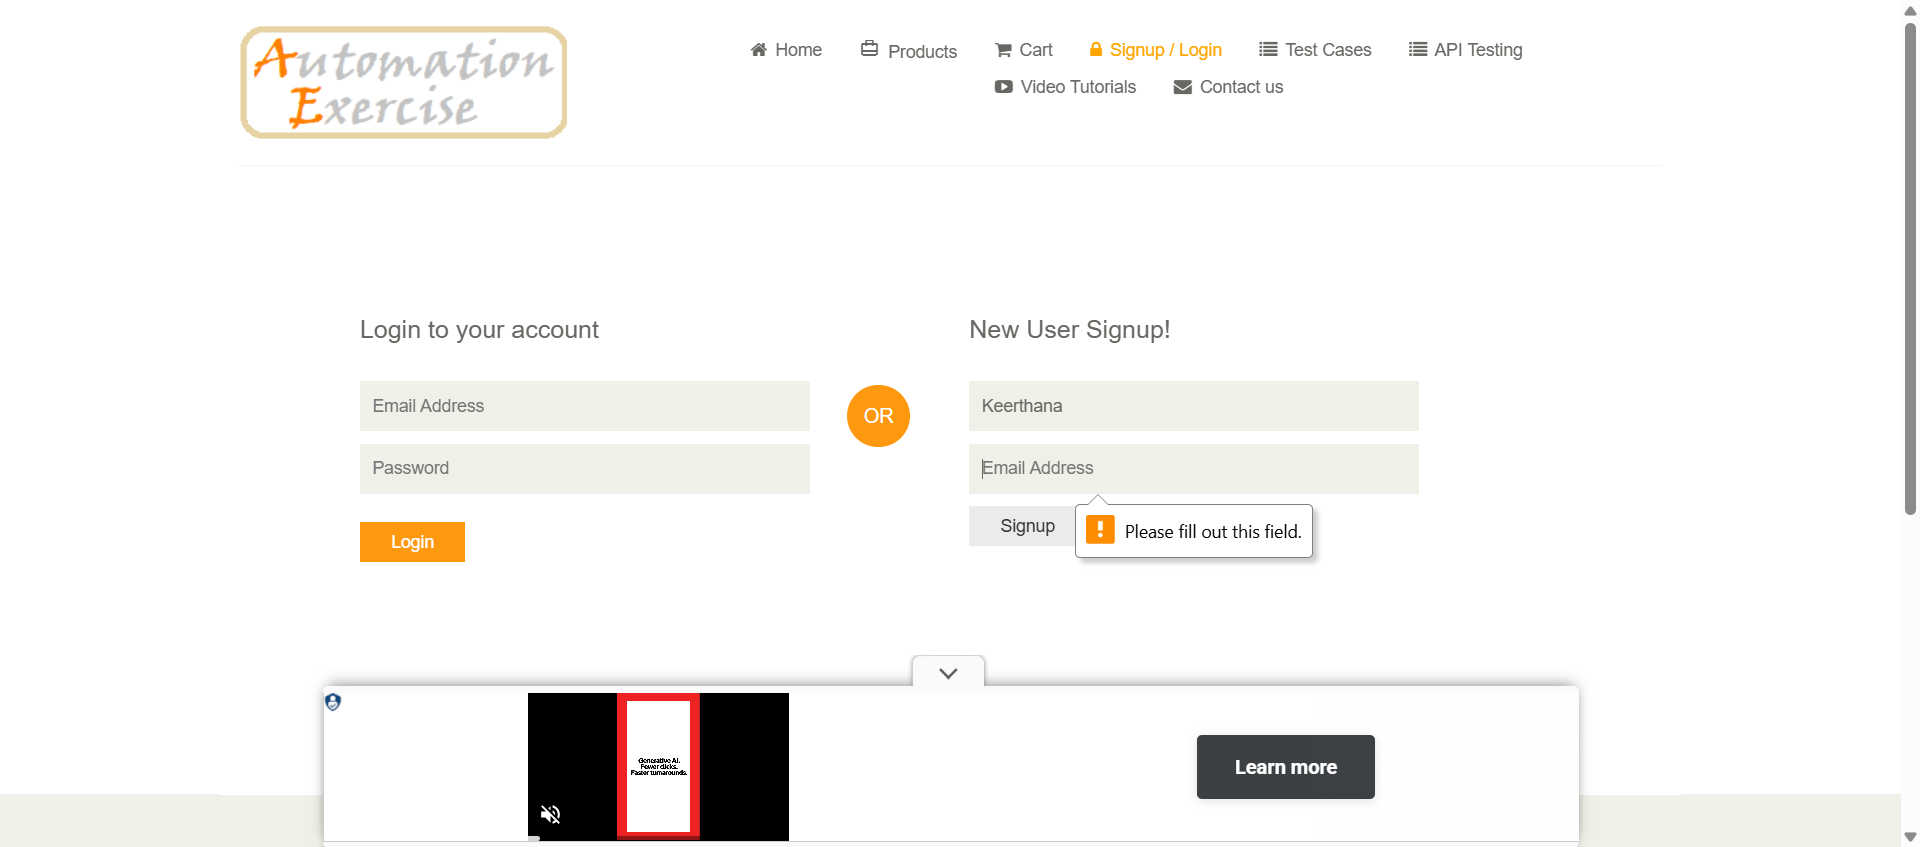 Automation
Exercise
Home
Products
Cart
Signup / Login
Test Cases
API Testing
Video Tutorials
Contact us
Login to your account
Email Address
Password
Login
OR
New User Signup!
Keerthana
Email Address
Signup
Please fill out this field.
Generative AI.
Fewer clicks.
Faster turnarounds.
Learn more